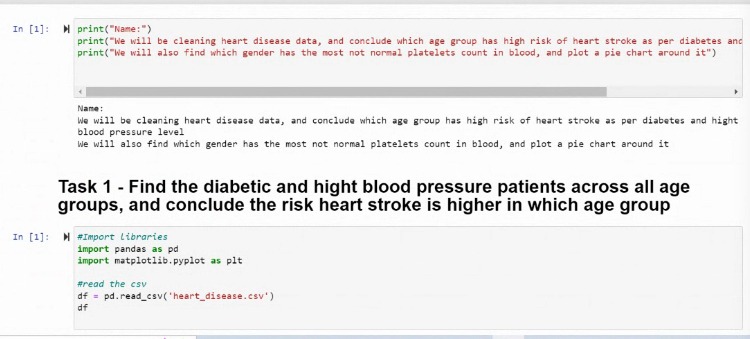 In [1]:
print("Name:")
print("We will be cleaning heart disease data, and conclude which age group has high risk of heart stroke as per diabetes and
print("We will also find which gender has the most not normal platelets count in blood, and plot a pie chart around it")
Name:
We will be cleaning heart disease data, and conclude which age group has high risk of heart stroke as per diabetes and hight
blood pressure level
We will also find which gender has the most not normal platelets count in blood, and plot a pie chart around it
Task 1 - Find the diabetic and hight blood pressure patients across all age
groups, and conclude the risk heart stroke is higher in which age group
In [1]:
#Import libraries
import pandas as pd
import matplotlib.pyplot as plt
#read the csv
df = pd.read_csv('heart_disease.csv')
df